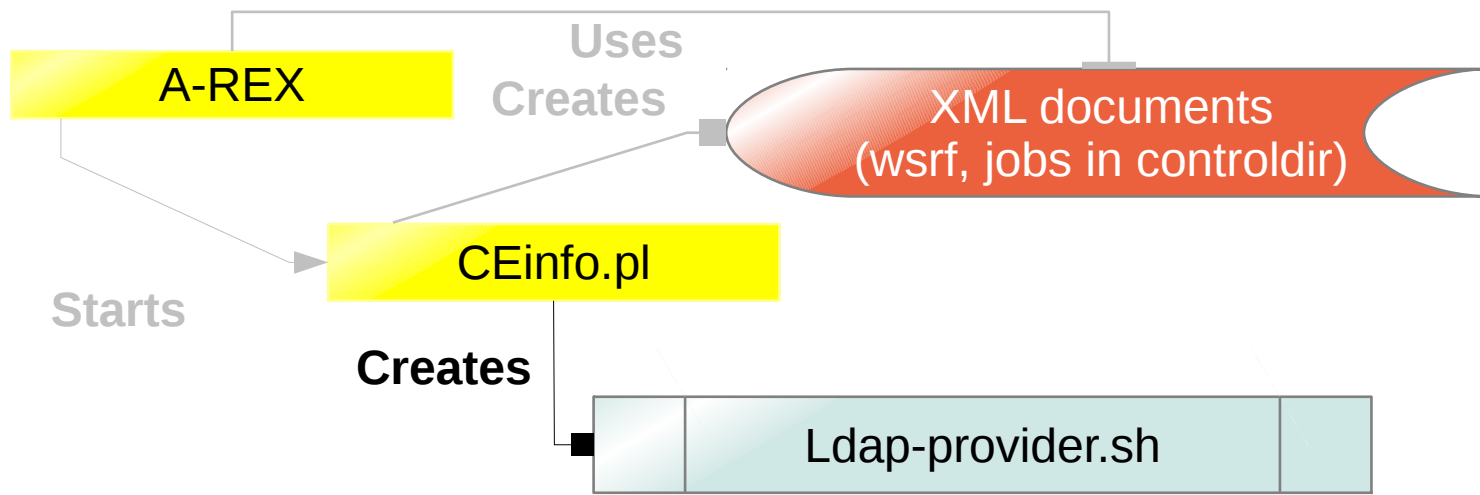 Uses
A-REX
Creates
XML documents
(wsrf, jobs in controldir)
CEinfo.pl
Starts
Creates
Ldap-provider.sh